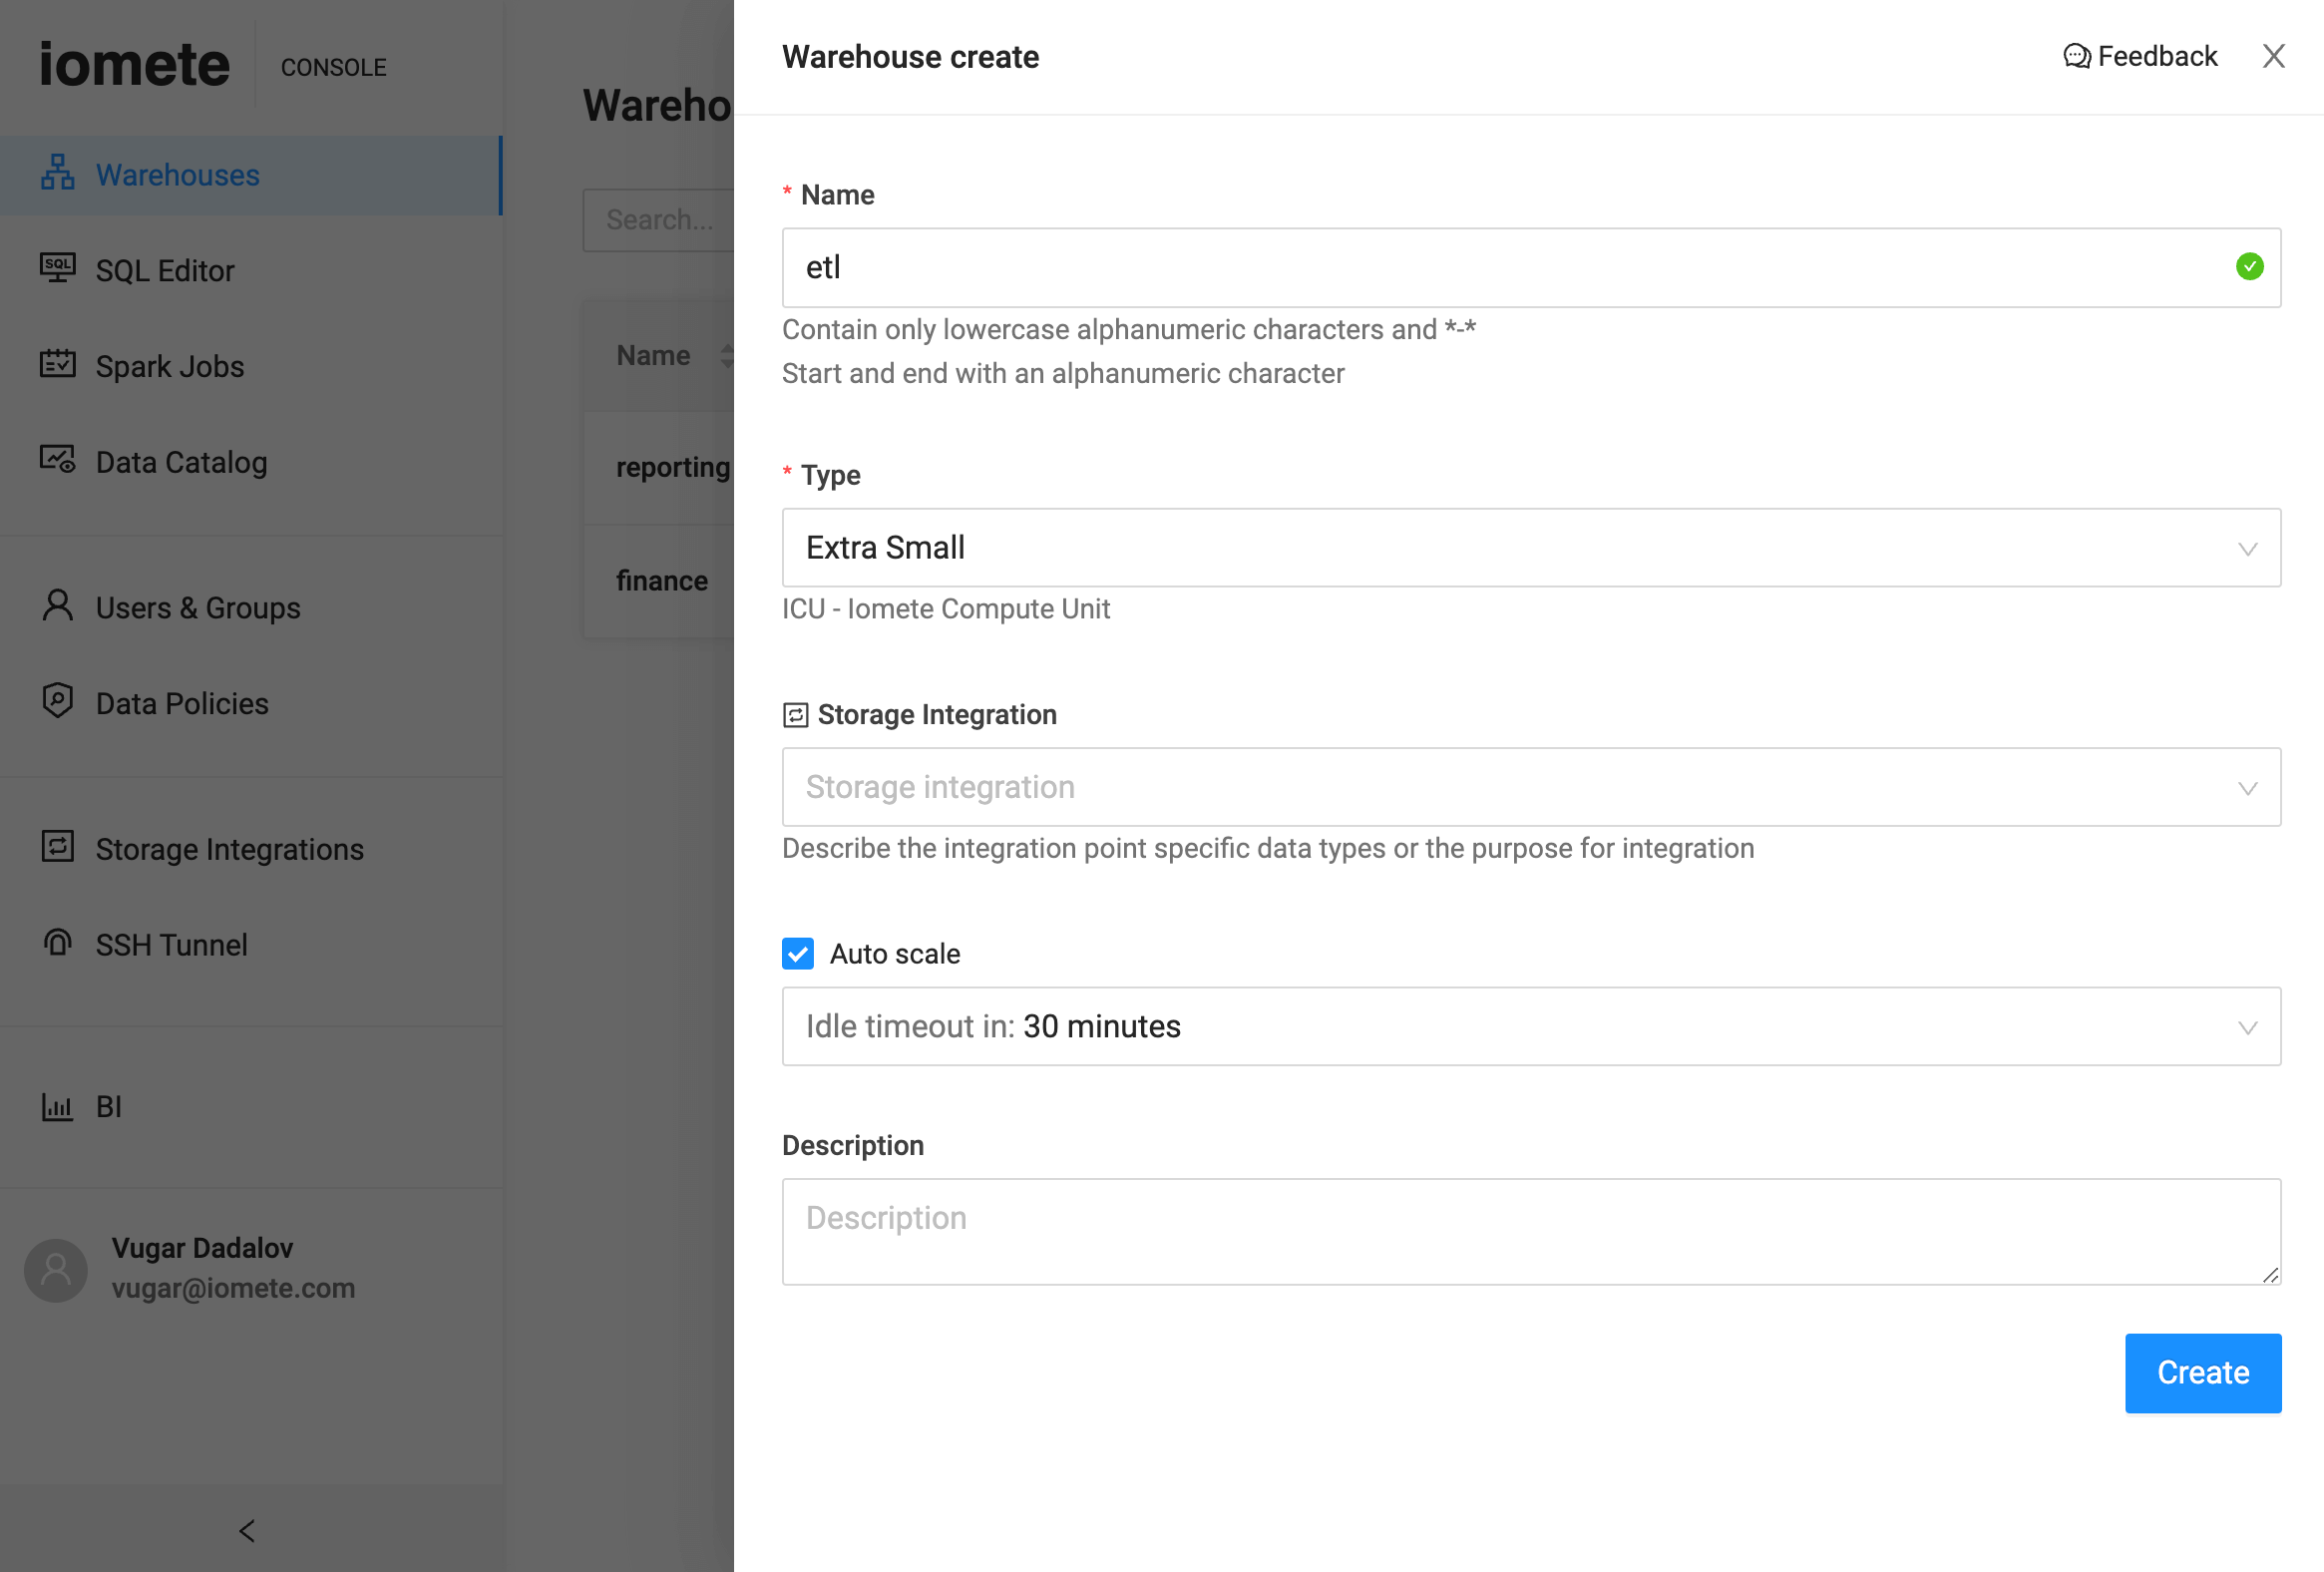 iomete
CONSOLE
Warehouses
SQL
SQL Editor
Spark Jobs
Data Catalog
Users & Groups
Data Policies
Storage Integrations
SSH Tunnel
BI
Vugar Dadalov
vugar@iomete.com
Wareho
Search...
Name
reporting
finance
Warehouse create
Feedback
* Name
etl
Contain only lowercase alphanumeric characters and *-*
Start and end with an alphanumeric character
* Type
Extra Small
ICU - Iomete Compute Unit
Storage Integration
Storage integration
Describe the integration point specific data types or the purpose for integration
Auto scale
Idle timeout in: 30 minutes
Description
Description
Create